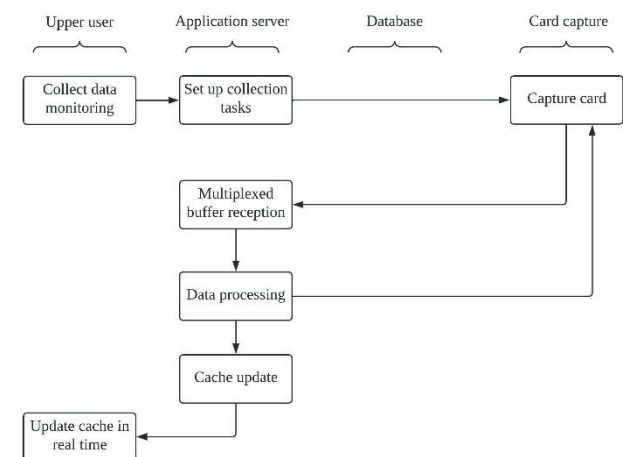 Upper user
Application server
Database
Card capture
Collect data
monitoring
Set up collection
tasks
Capture card
Multiplexed
buffer reception
Data processing
Cache update
Update cache in
real time